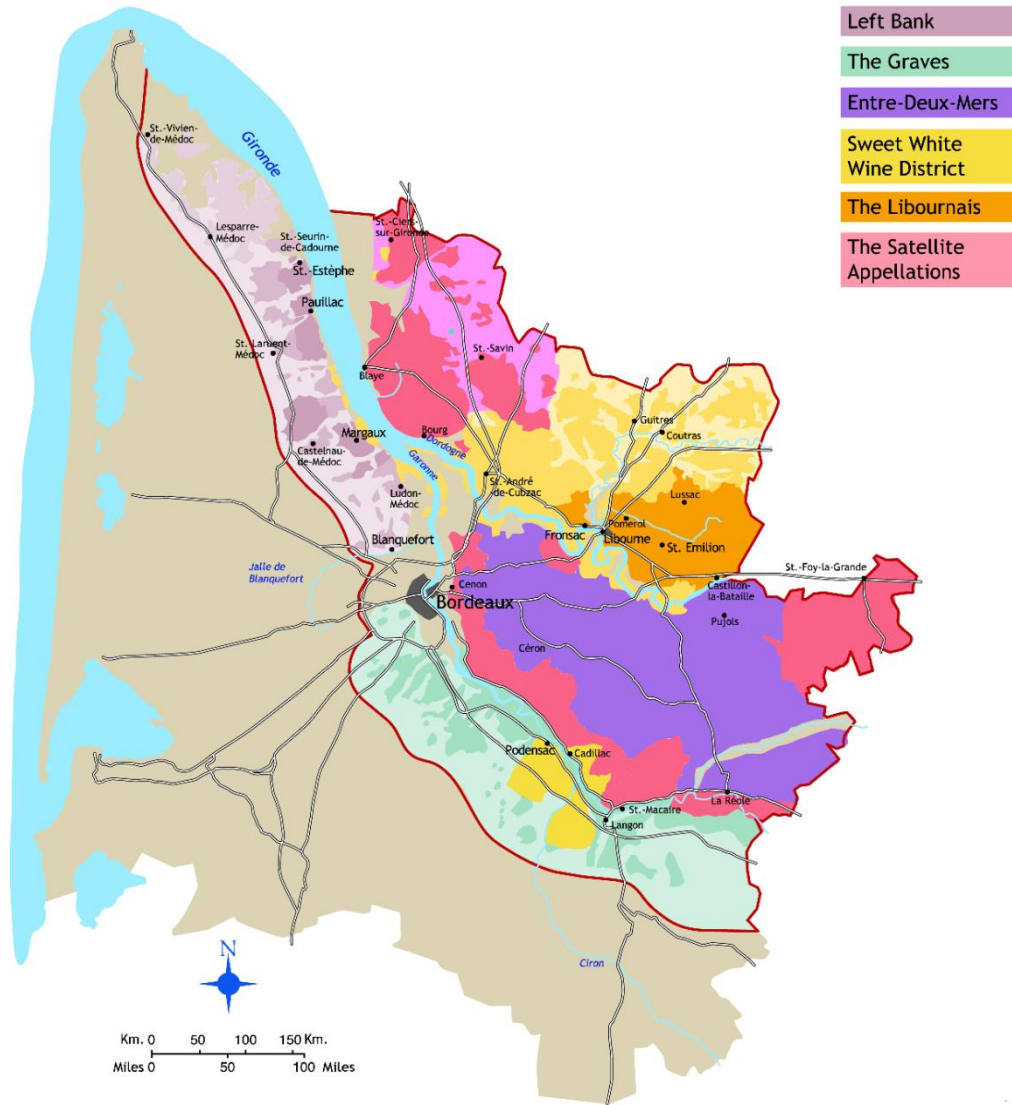 Left Bank
The Graves
Entre-Deux-Mers
Sweet White
Wine District
The Libournais
The Satellite
Appellations
St.-Vivien-
de-Médoc
Gironde
Lesparre-
Médoc
St.-Seurin-
de-Cadourne
St.-Estèphe
Pauillac
St.-Ciers-
sur-Gironde
St.-Lament-
Médoc
Blaye
St.-Savin
Margaux
Castelnau-
de-Médoc
Bourg
Dordogne
Garonne
Guitres
Coutras
Ludon-
Médoc
St.-André
-de-Cubzac
Lussac
Blanquefort
Fronsac
Pomerol
Libourne
St. Emilion
Jalle de
Blanquefort
Cenon
Bordeaux
St.-Foy-la-Grande
Castillon-
la-Bataille
Pujols
Céron
Podensac
Cadillac
La Réole
St.-Macaire
Langon
Ciron
N
Km. 0 50 100 150 Km.
Miles 0 50 100 Miles